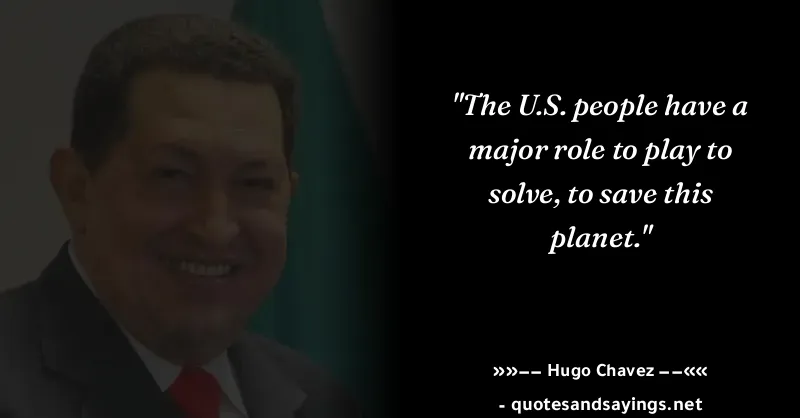 "The U.S. people have a
major role to play to
solve, to save this
planet."
»»–– Hugo Chavez ––««
- quotesandsayings.net